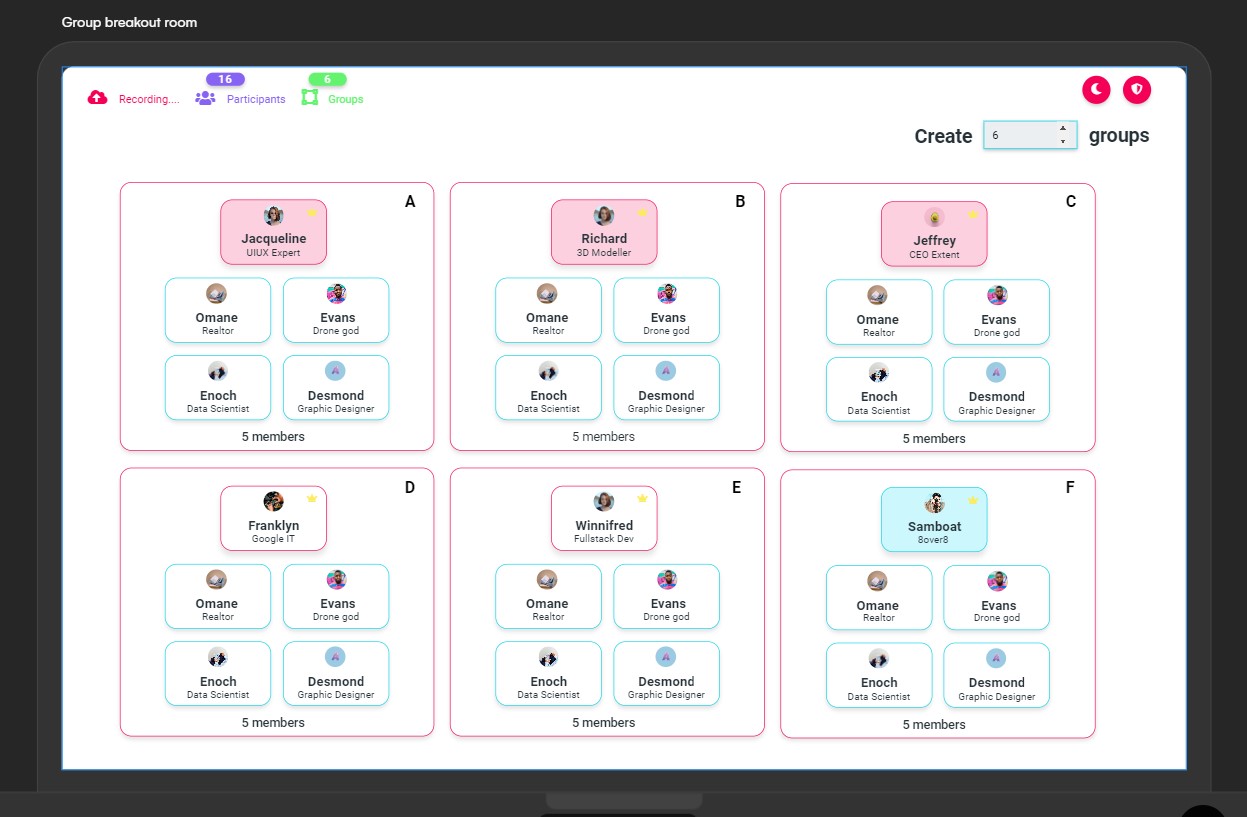 Group breakout room
16
6
Recording....
Participants
Groups
Create 6 groups
A
Jacqueline
UIUX Expert
Omane
Realtor
Evans
Drone god
Enoch
Data Scientist
Desmond
Graphic Designer
5 members
B
Richard
3D Modeller
Omane
Realtor
Evans
Drone god
Enoch
Data Scientist
Desmond
Graphic Designer
5 members
C
Jeffrey
CEO Extent
Omane
Realtor
Evans
Drone god
Enoch
Data Scientist
Desmond
Graphic Designer
5 members
D
Franklyn
Google IT
Omane
Realtor
Evans
Drone god
Enoch
Data Scientist
Desmond
Graphic Designer
5 members
E
Winnifred
Fullstack Dev
Omane
Realtor
Evans
Drone god
Enoch
Data Scientist
Desmond
Graphic Designer
5 members
F
Samboat
8over8
Omane
Realtor
Evans
Drone god
Enoch
Data Scientist
Desmond
Graphic Designer
5 members